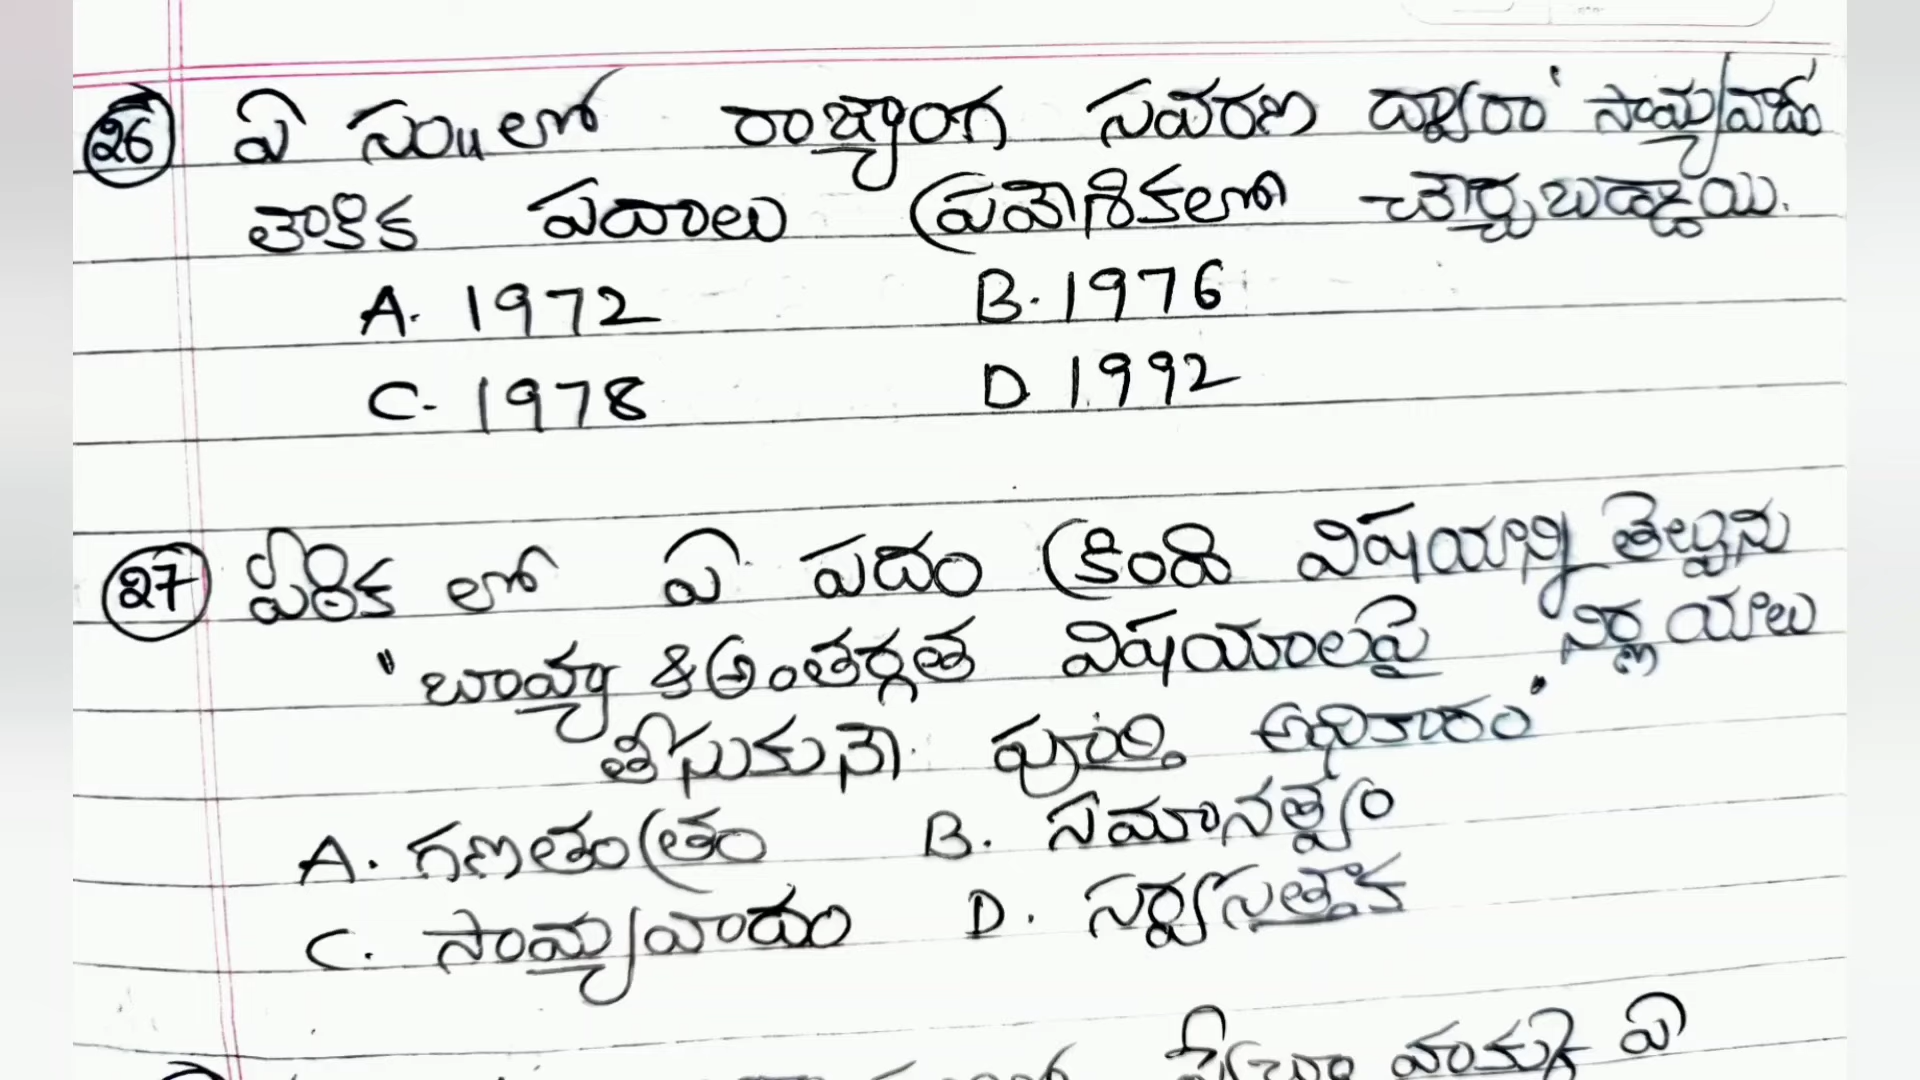 26 ఏ సం॥లో రాజ్యాంగ సవరణ ద్వారా సామ్యవాద
తాకిక పదాలు ప్రవేశికలో చేర్చబడ్డాయి.
A. 1972 B. 1976
C. 1978 D 1992
27 పీఠిక లో ఏ పదం క్రింది విషయాన్ని తెల్పును
"బాహ్య & అంతర్గత విషయాలపై నిర్ణయాలు
తీసుకునే పూర్తి అధికారం"
A. గణతంత్రం B. సమానత్వం
C. సామ్యవాదం D. సర్వసత్తాక
ఏ